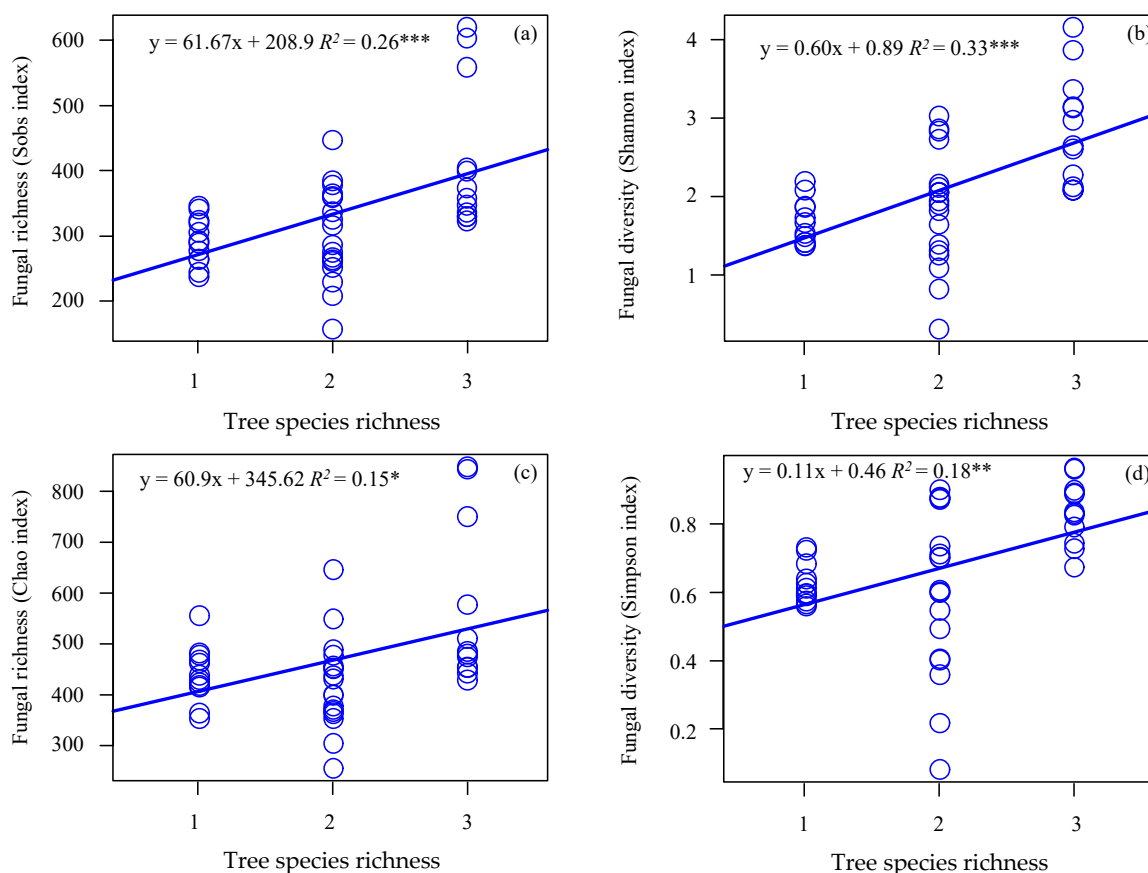 y = 61.67x + 208.9 R² = 0.26***
(a)
Fungal richness (Sobs index)
600
500
400
300
200
1
2
3
Tree species richness
y = 0.60x + 0.89 R² = 0.33***
(b)
Fungal diversity (Shannon index)
4
3
2
1
1
2
3
Tree species richness
y = 60.9x + 345.62 R² = 0.15*
(c)
Fungal richness (Chao index)
800
700
600
500
400
300
1
2
3
Tree species richness
y = 0.11x + 0.46 R² = 0.18**
(d)
Fungal diversity (Simpson index)
0.8
0.6
0.4
0.2
1
2
3
Tree species richness